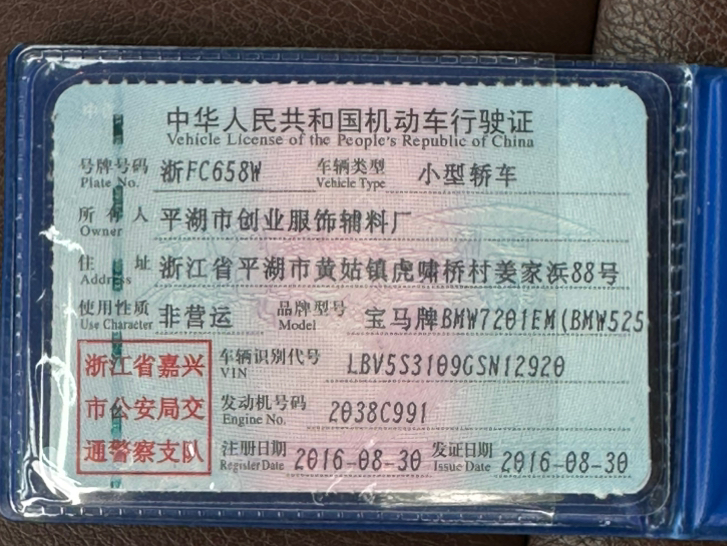 中华人民共和国机动车行驶证
Vehicle License of the People's Republic of China
号牌号码 浙FC658W 车辆类型 小型轿车
Plate No. Vehicle Type
所有人 平湖市创业服饰辅料厂
Owner
住址 浙江省平湖市黄姑镇虎啸桥村姜家浜88号
Address
使用性质 非营运 品牌型号 宝马牌BMW7201EM(BMW525
Use Character Model
浙江省嘉兴
市公安局交
通警察支队
车辆识别代号 LBV5S3109GSN12920
VIN
发动机号码 2038C991
Engine No.
注册日期 2016-08-30 发证日期 2016-08-30
Register Date Issue Date